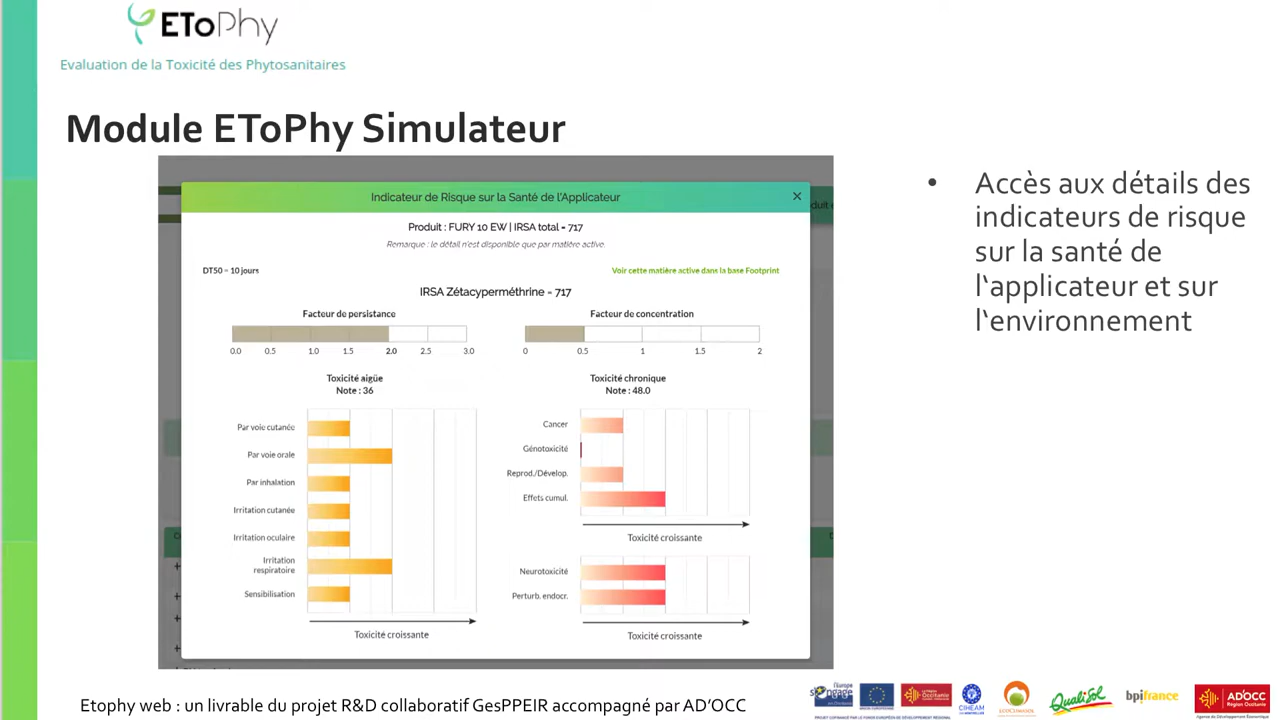 EToPhy
Evaluation de la Toxicité des Phytosanitaires
Module EToPhy Simulateur
Indicateur de Risque sur la Santé de l'Applicateur
×
Produit : FURY 10 EW | IRSA total = 717
Remarque : le détail n'est disponible que par matière active.
DT50 = 10 jours
Voir cette matière active dans la base Footprint
IRSA Zétacyperméthrine = 717
Facteur de persistance
0.0 0.5 1.0 1.5 2.0 2.5 3.0
Facteur de concentration
0 0.5 1 1.5 2
Toxicité aigüe
Note : 36
Par voie cutanée
Par voie orale
Par inhalation
Irritation cutanée
Irritation oculaire
Irritation
respiratoire
Sensibilisation
Toxicité croissante
Toxicité chronique
Note : 48.0
Cancer
Génotoxicité
Reprod./Dévelop.
Effets cumul.
Toxicité croissante
Neurotoxicité
Perturb. endocr.
Toxicité croissante
• Accès aux détails des
indicateurs de risque
sur la santé de
l‘applicateur et sur
l‘environnement
Etophy web : un livrable du projet R&D collaboratif GesPPEIR accompagné par AD’OCC
l'Europe
s'engage
Occitanie
CIHEAM
QualiSol
bpifrance
AD'OCC
Région Occitanie